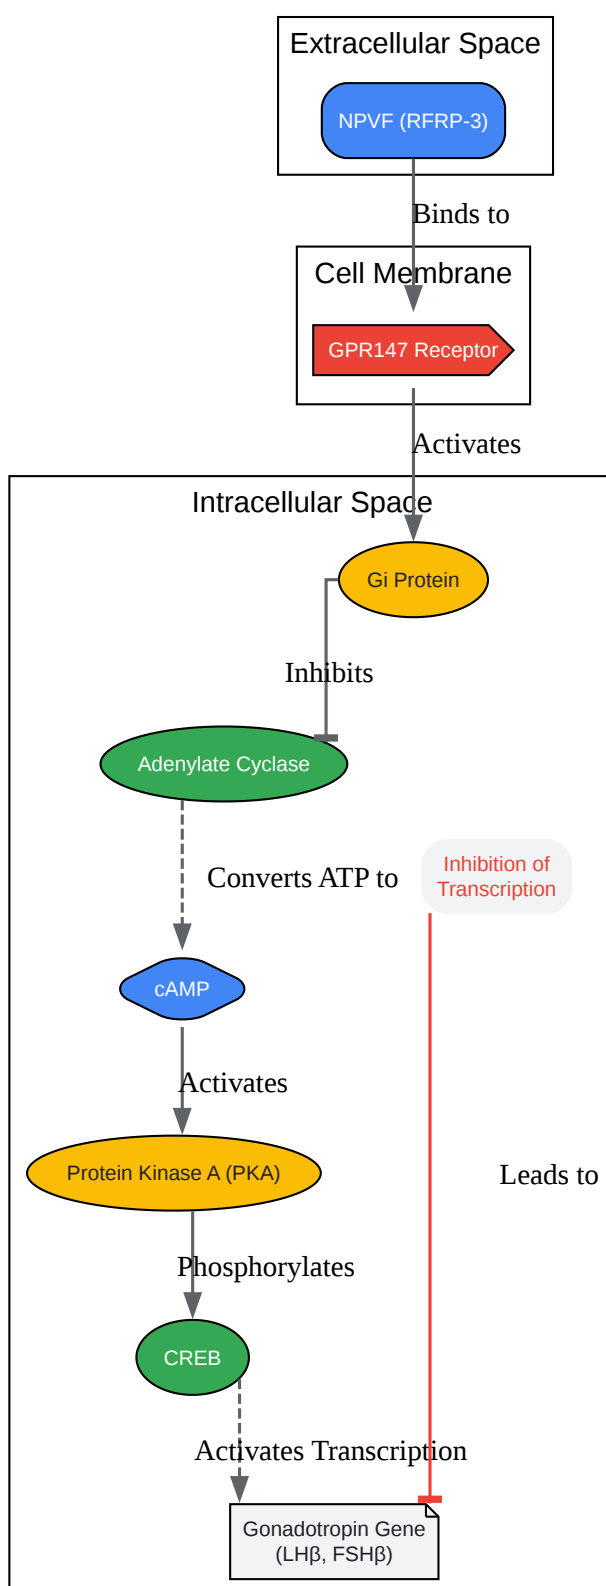 Extracellular Space
NPVF (RFRP-3)
Binds to
Cell Membrane
GPR147 Receptor
Activates
Intracellular Space
Gi Protein
Inhibits
Adenylate Cyclase
Converts ATP to
Inhibition of
Transcription
cAMP
Activates
Protein Kinase A (PKA)
Leads to
Phosphorylates
CREB
Activates Transcription
Gonadotropin Gene
(LHβ, FSHβ)